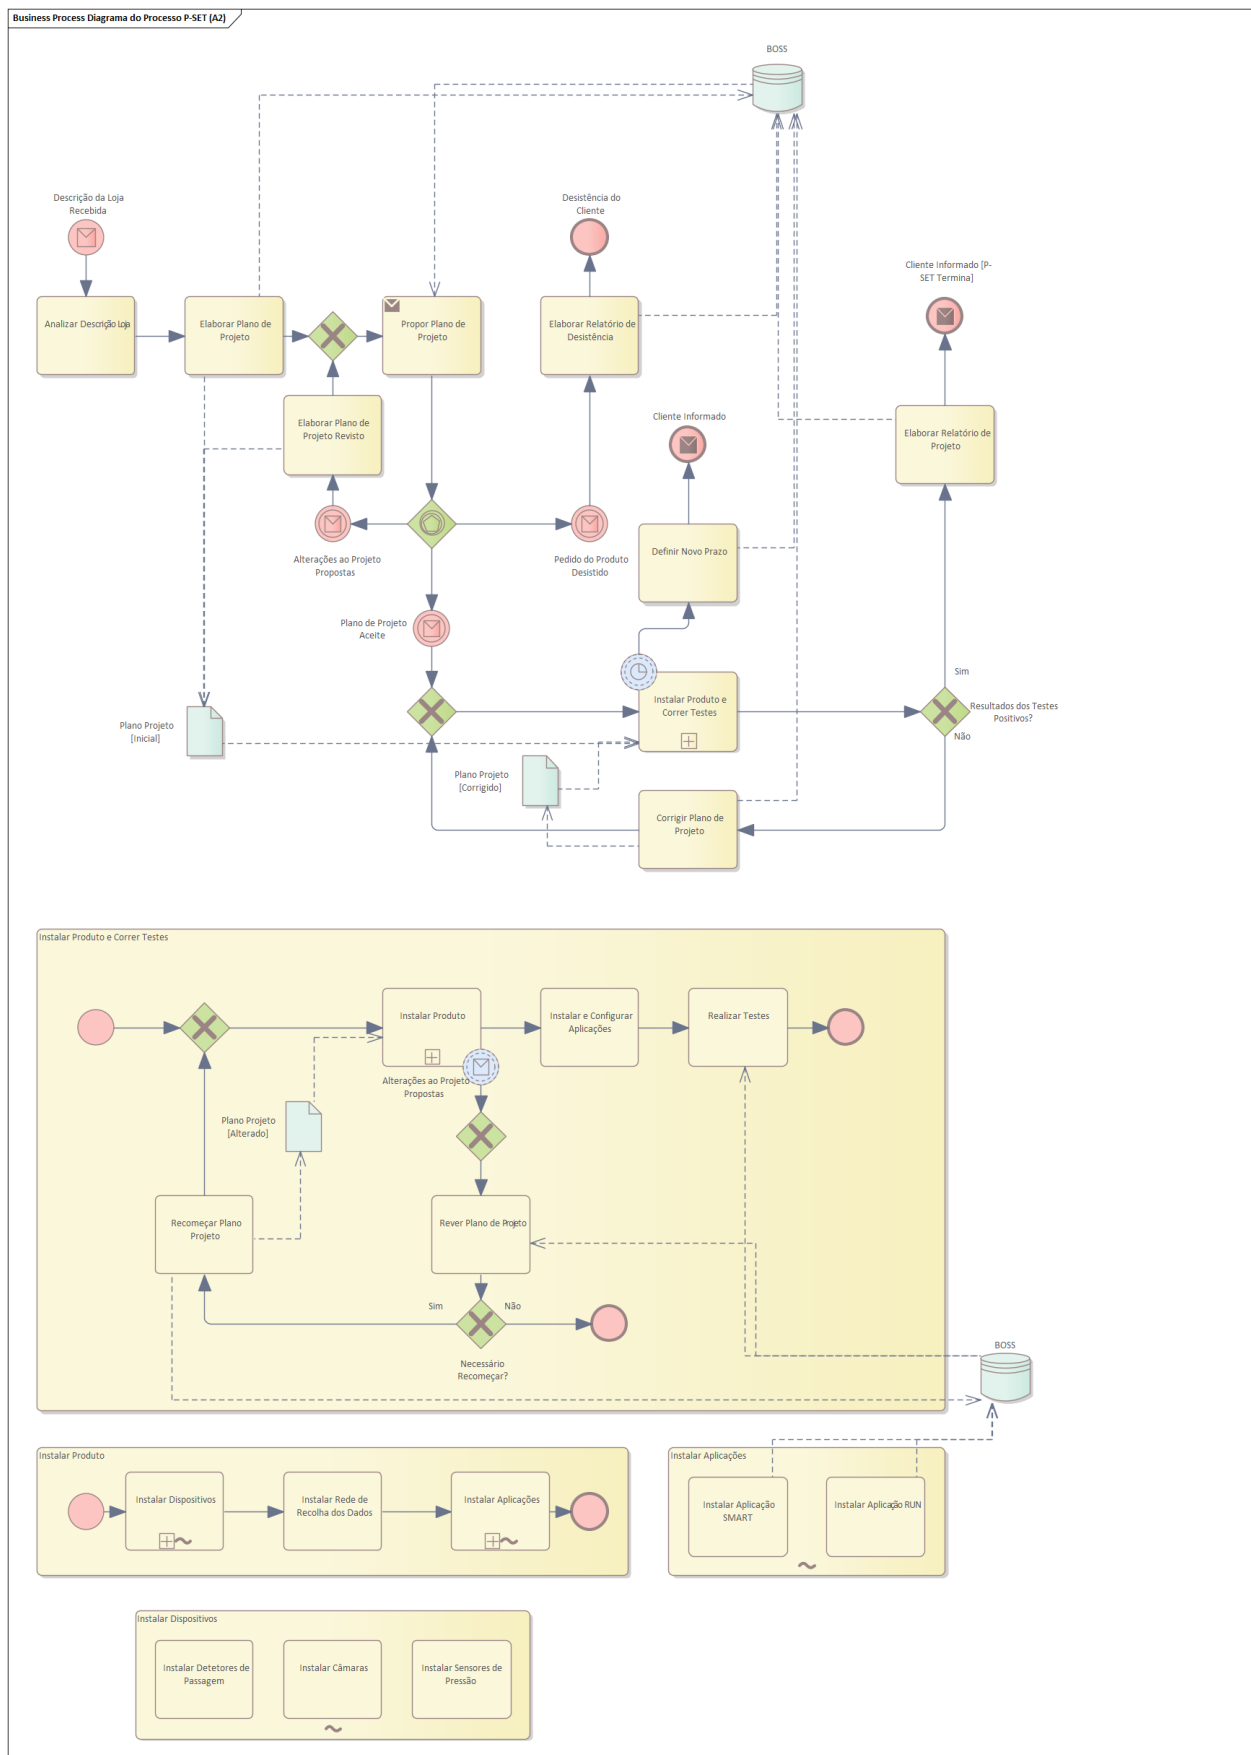 Business Process Diagrama do Processo P-SET (A2)
BOSS
Descrição da Loja
Recebida
Desistência do
Cliente
Cliente Informado [P-
SET Termina]
Analizar Descrição Loja
Elaborar Plano de
Projeto
Propor Plano de
Projeto
Elaborar Relatório de
Desistência
Elaborar Plano de
Projeto Revisto
Cliente Informado
Elaborar Relatório de
Projeto
Alterações ao Projeto
Propostas
Pedido do Produto
Desistido
Definir Novo Prazo
Plano de Projeto
Aceite
Sim
Instalar Produto e
Correr Testes
Resultados dos Testes
Positivos?
Não
Plano Projeto
[Inicial]
Plano Projeto
[Corrigido]
Corrigir Plano de
Projeto
Instalar Produto e Correr Testes
Instalar Produto
Instalar e Configurar
Aplicações
Realizar Testes
Alterações ao Projeto
Propostas
Plano Projeto
[Alterado]
Recomeçar Plano
Projeto
Rever Plano de Projeto
Sim
Não
Necessário
Recomeçar?
BOSS
Instalar Produto
Instalar Dispositivos
Instalar Rede de
Recolha dos Dados
Instalar Aplicações
Instalar Aplicações
Instalar Aplicação
SMART
Instalar Aplicação RUN
Instalar Dispositivos
Instalar Detetores de
Passagem
Instalar Câmaras
Instalar Sensores de
Pressão